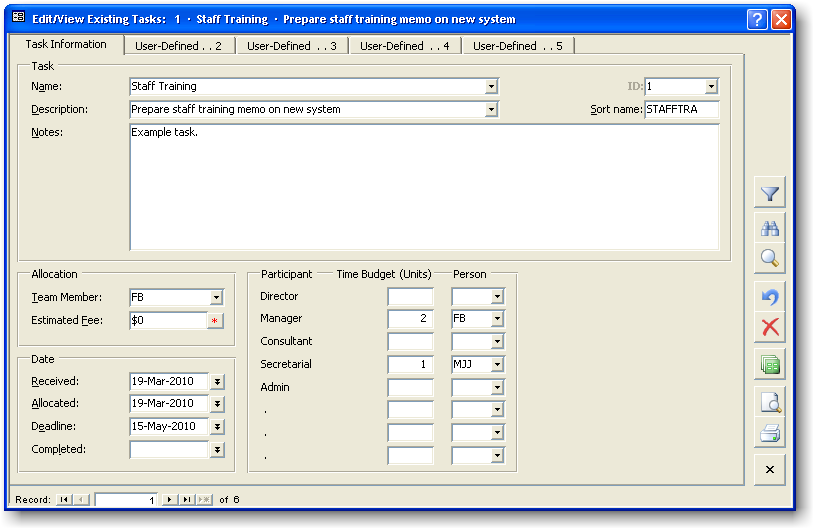 Edit/View Existing Tasks: 1 · Staff Training · Prepare staff training memo on new system
Task Information User-Defined . . 2 User-Defined . . 3 User-Defined . . 4 User-Defined . . 5
Task
Name: Staff Training ID: 1
Description: Prepare staff training memo on new system Sort name: STAFFTRA
Notes: Example task.
Allocation
Team Member: FB
Estimated Fee: $0 *
Date
Received: 19-Mar-2010
Allocated: 19-Mar-2010
Deadline: 15-May-2010
Completed:
Participant Time Budget (Units) Person
Director
Manager 2 FB
Consultant
Secretarial 1 MJJ
Admin
.
.
.
Record: 1 of 6